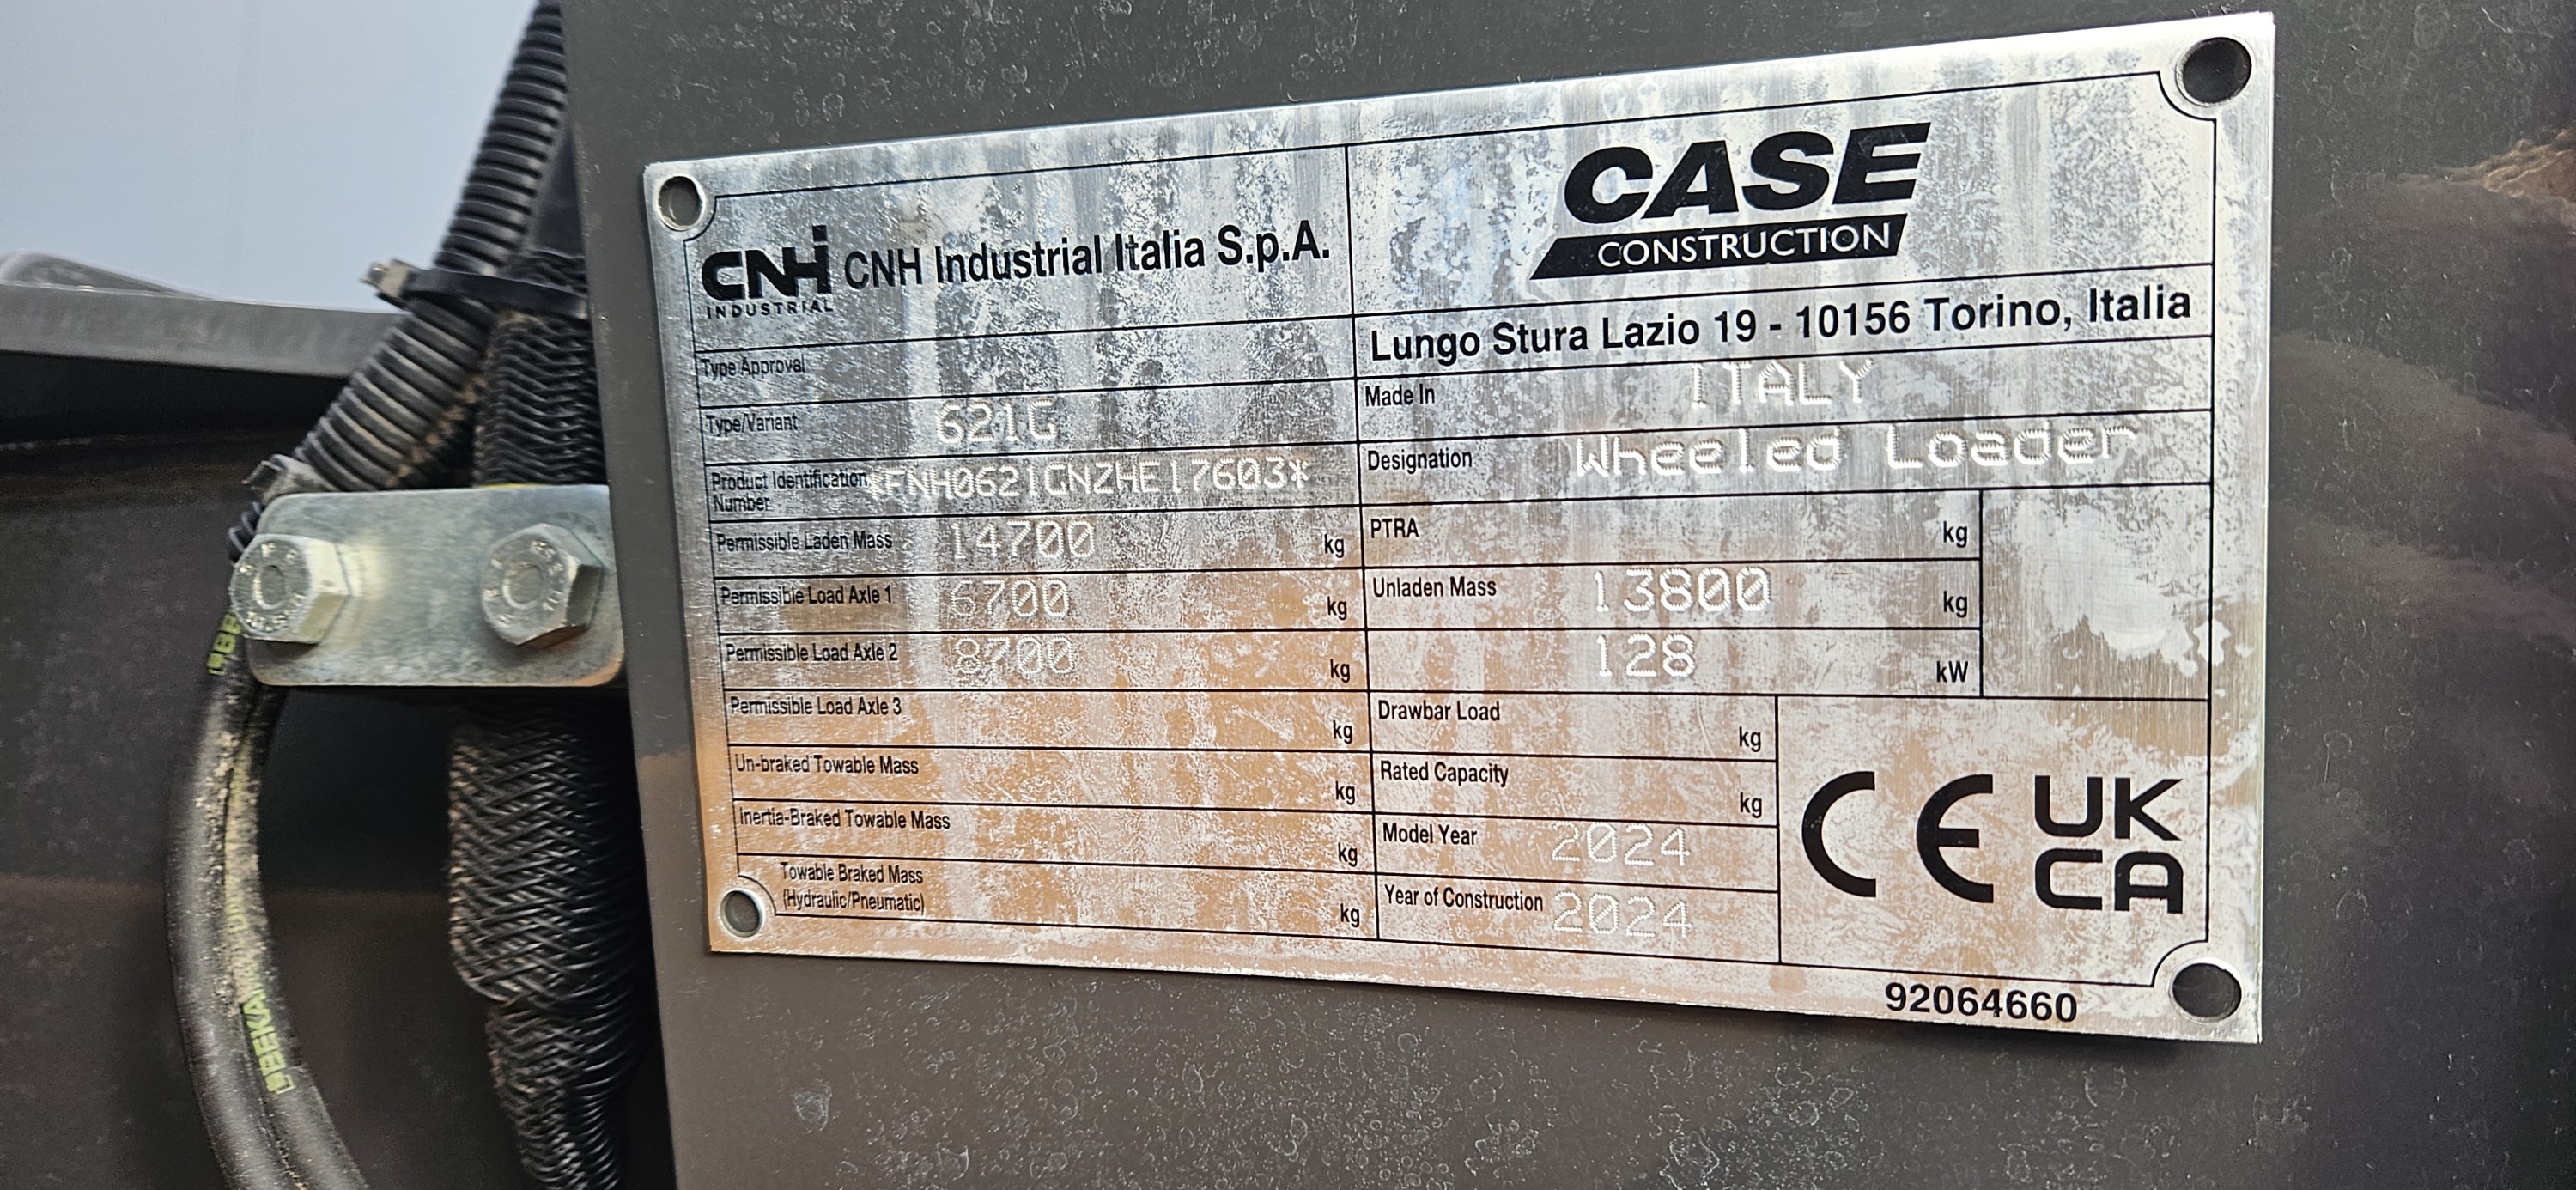 CNH INDUSTRIAL CNH Industrial Italia S.p.A.
CASE
CONSTRUCTION
Lungo Stura Lazio 19 - 10156 Torino, Italia
Type Approval
Made In ITALY
Type/Variant 621G
Designation Wheeled Loader
Product Identification Number *FNH0621GNZHE17603*
Permissible Laden Mass 14700 kg
PTRA kg
Permissible Load Axle 1 6700 kg
Unladen Mass 13800 kg
Permissible Load Axle 2 8700 kg
128 kW
Permissible Load Axle 3 kg
Drawbar Load kg
Un-braked Towable Mass kg
Rated Capacity kg
Inertia-Braked Towable Mass kg
Model Year 2024
Towable Braked Mass
(Hydraulic/Pneumatic) kg
Year of Construction 2024
CE UK
CA
92064660